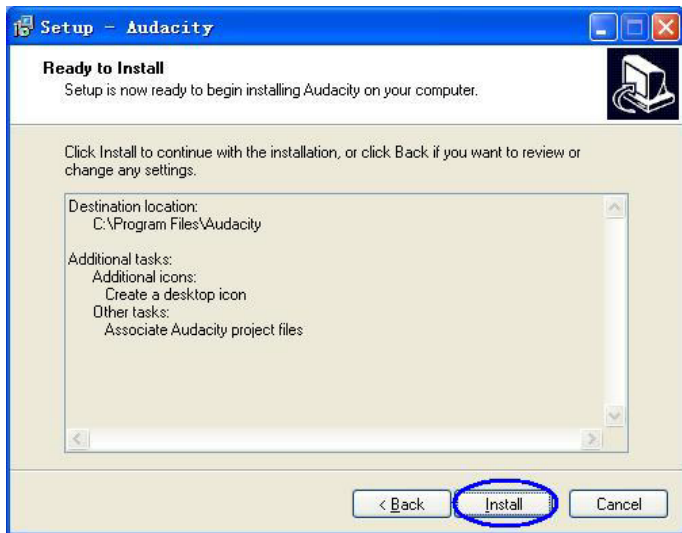 Setup - Audacity
Ready to Install
Setup is now ready to begin installing Audacity on your computer.
Click Install to continue with the installation, or click Back if you want to review or
change any settings.
Destination location:
C:\Program Files\Audacity
Additional tasks:
Additional icons:
Create a desktop icon
Other tasks:
Associate Audacity project files
< Back
Install
Cancel